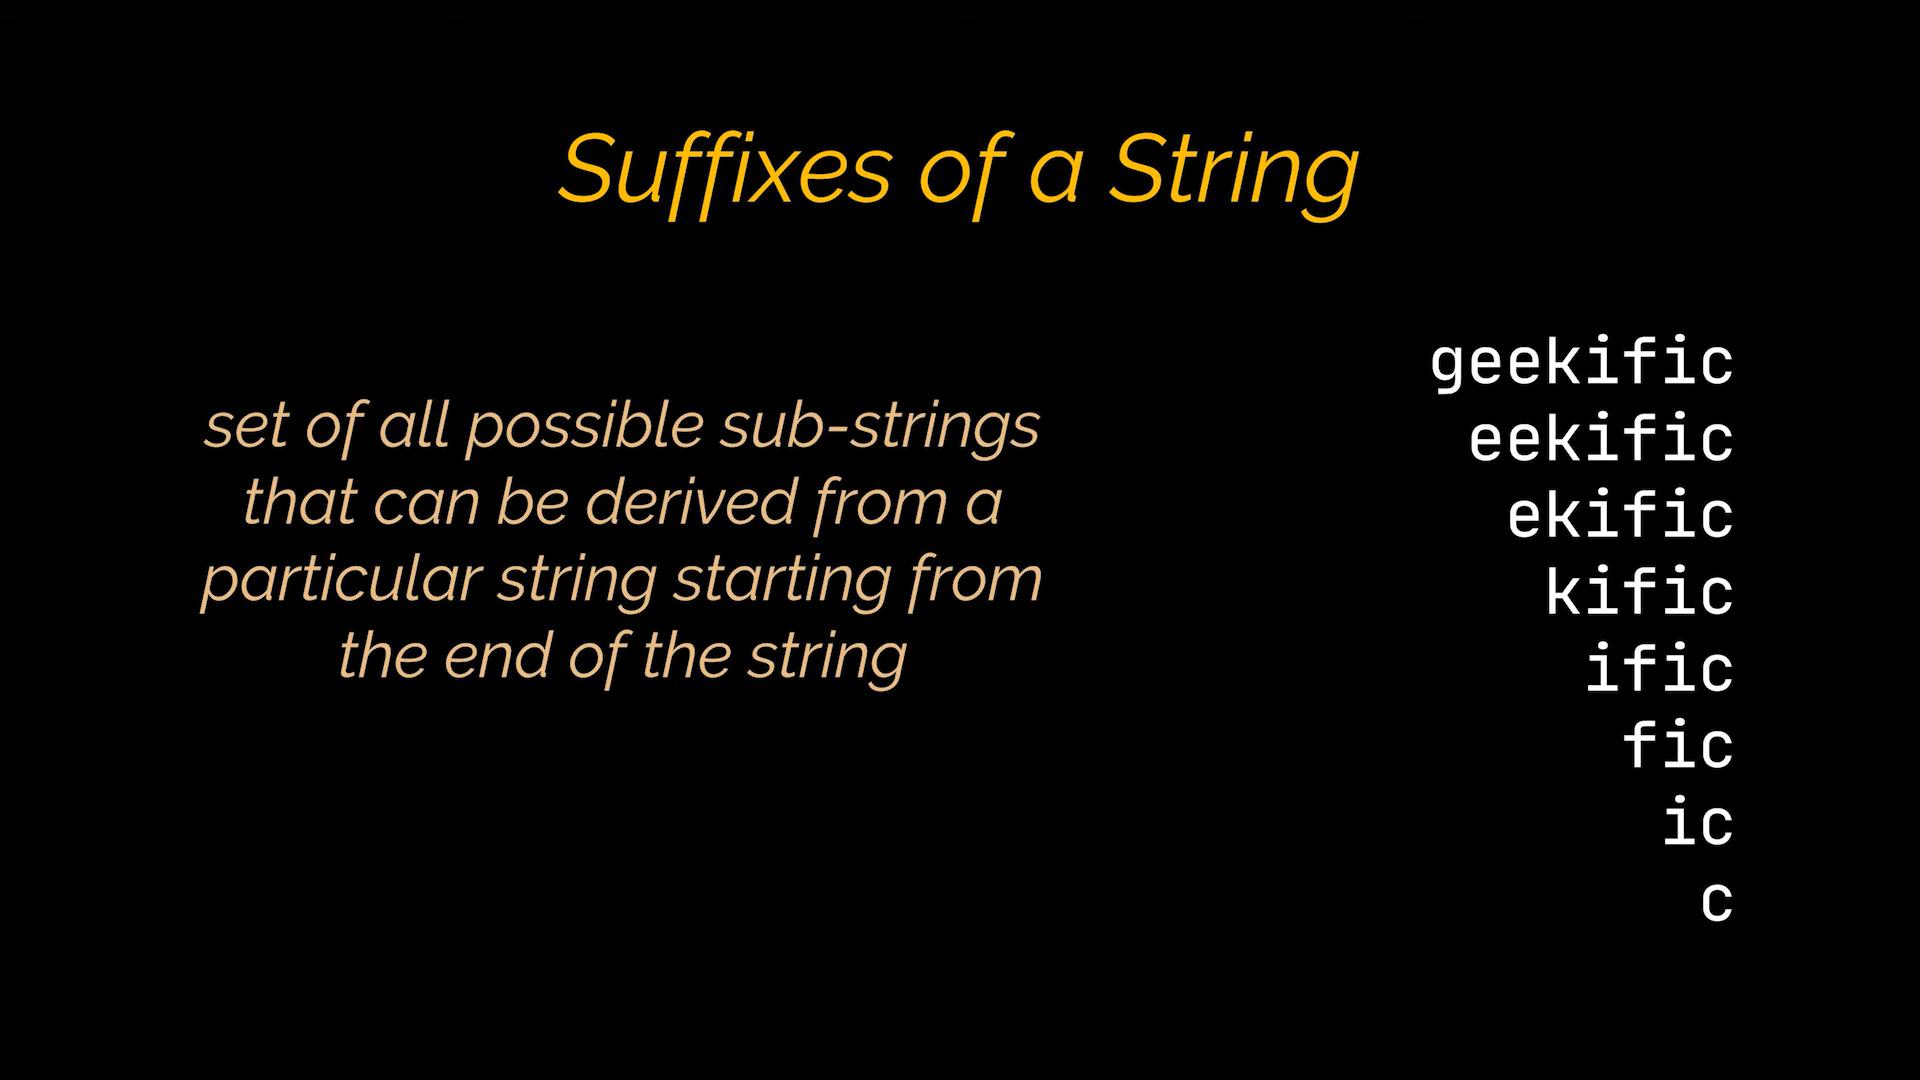 Suffixes of a String
set of all possible sub-strings
that can be derived from a
particular string starting from
the end of the string
geekific
eekific
ekific
kific
ific
fic
ic
c